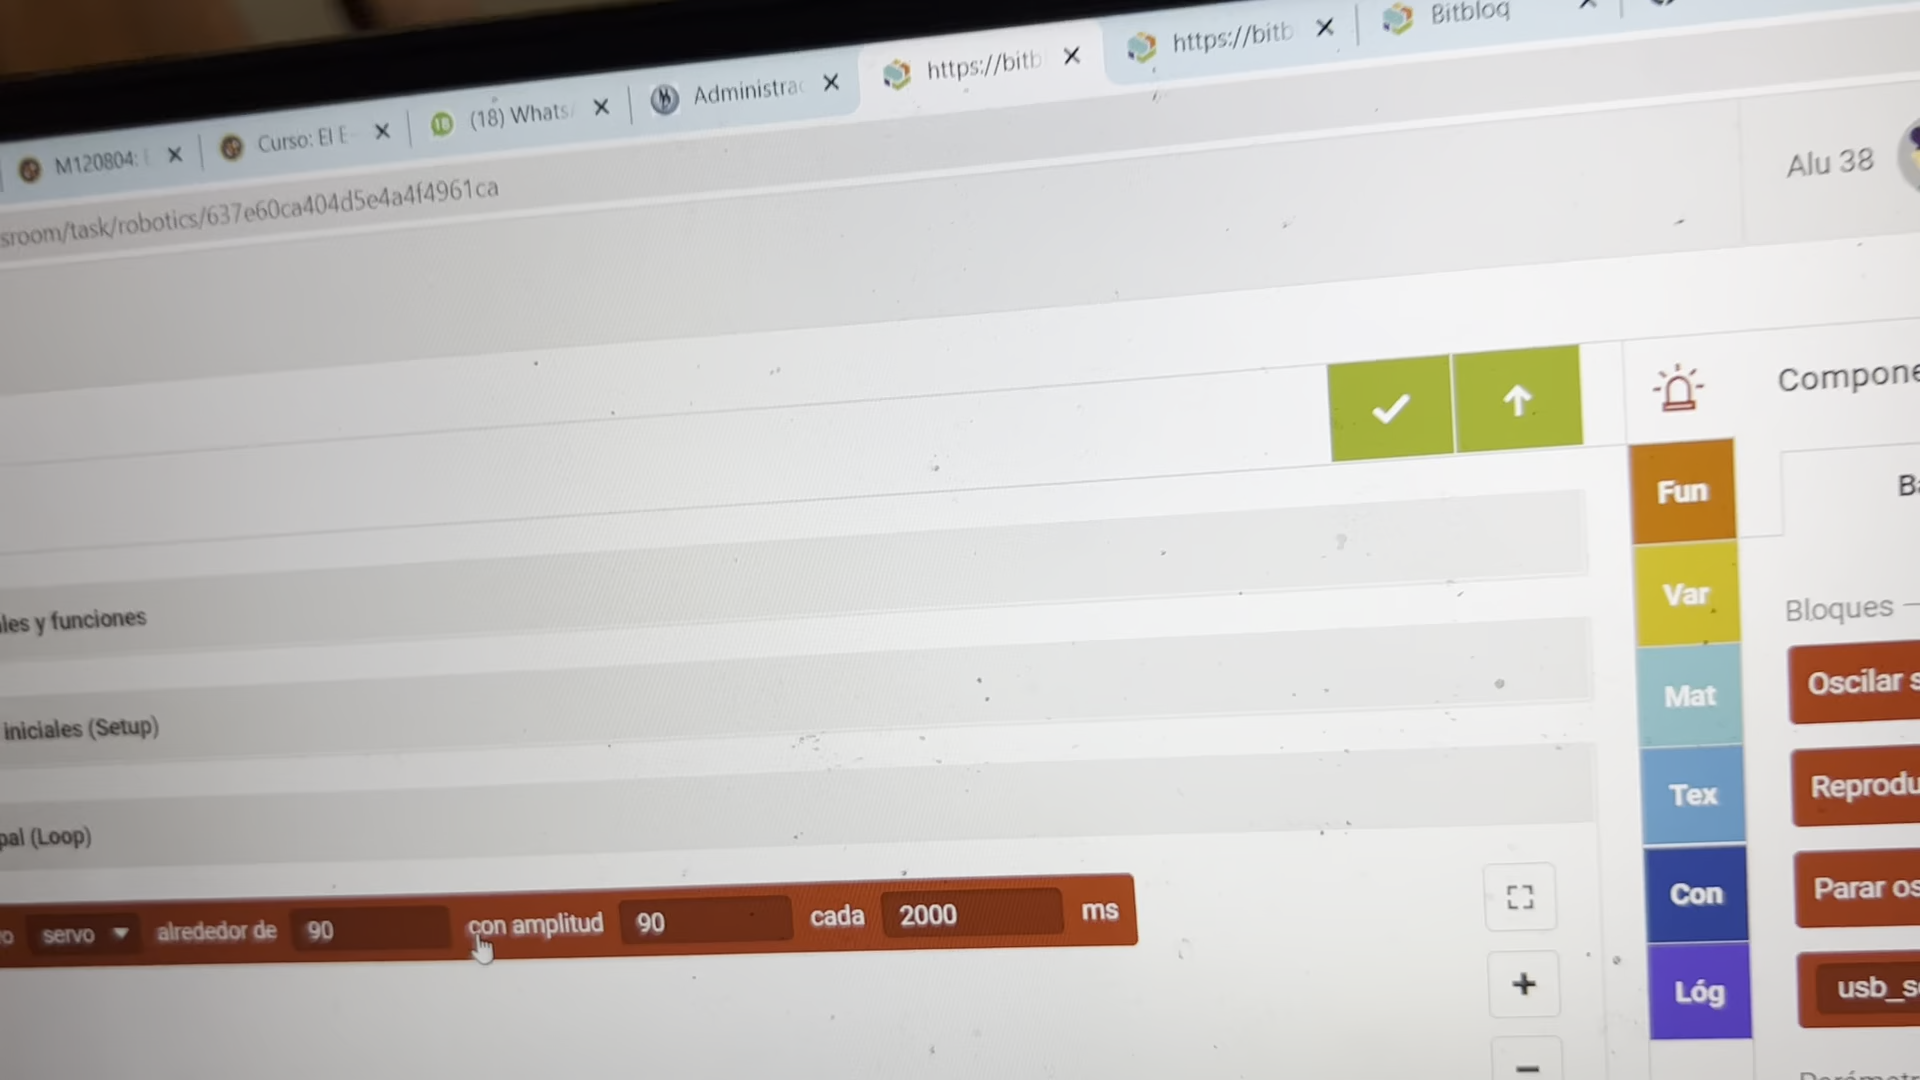 M120804:
Curso: El E
(18) Whats
Administrac
https://bitb
https://bitb
Bitbloq
sroom/task/robotics/637e60ca404d5e4a4f4961ca
Alu 38
Compone
Fun
Var
Bloques
Mat
Oscilar s
Tex
Reprodu
Con
Parar os
Lóg
usb_s
les y funciones
iniciales (Setup)
pal (Loop)
o servo alrededor de 90 con amplitud 90 cada 2000 ms